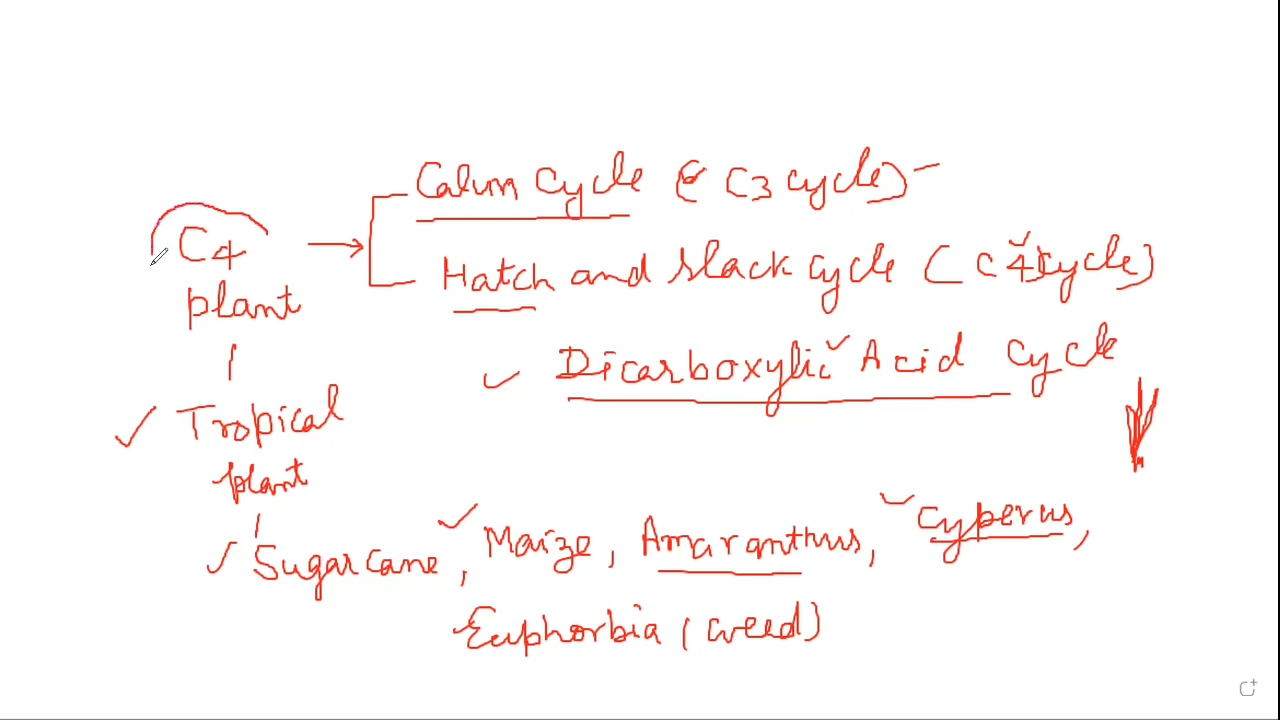 Calvin Cycle ( C3 cycle)
C4
plant
Hatch and slack cycle ( C4 cycle)
Dicarboxylic Acid cycle
Tropical
plant
Sugarcane, Maize, Amaranthus, Cyperus,
Euphorbia (weed)